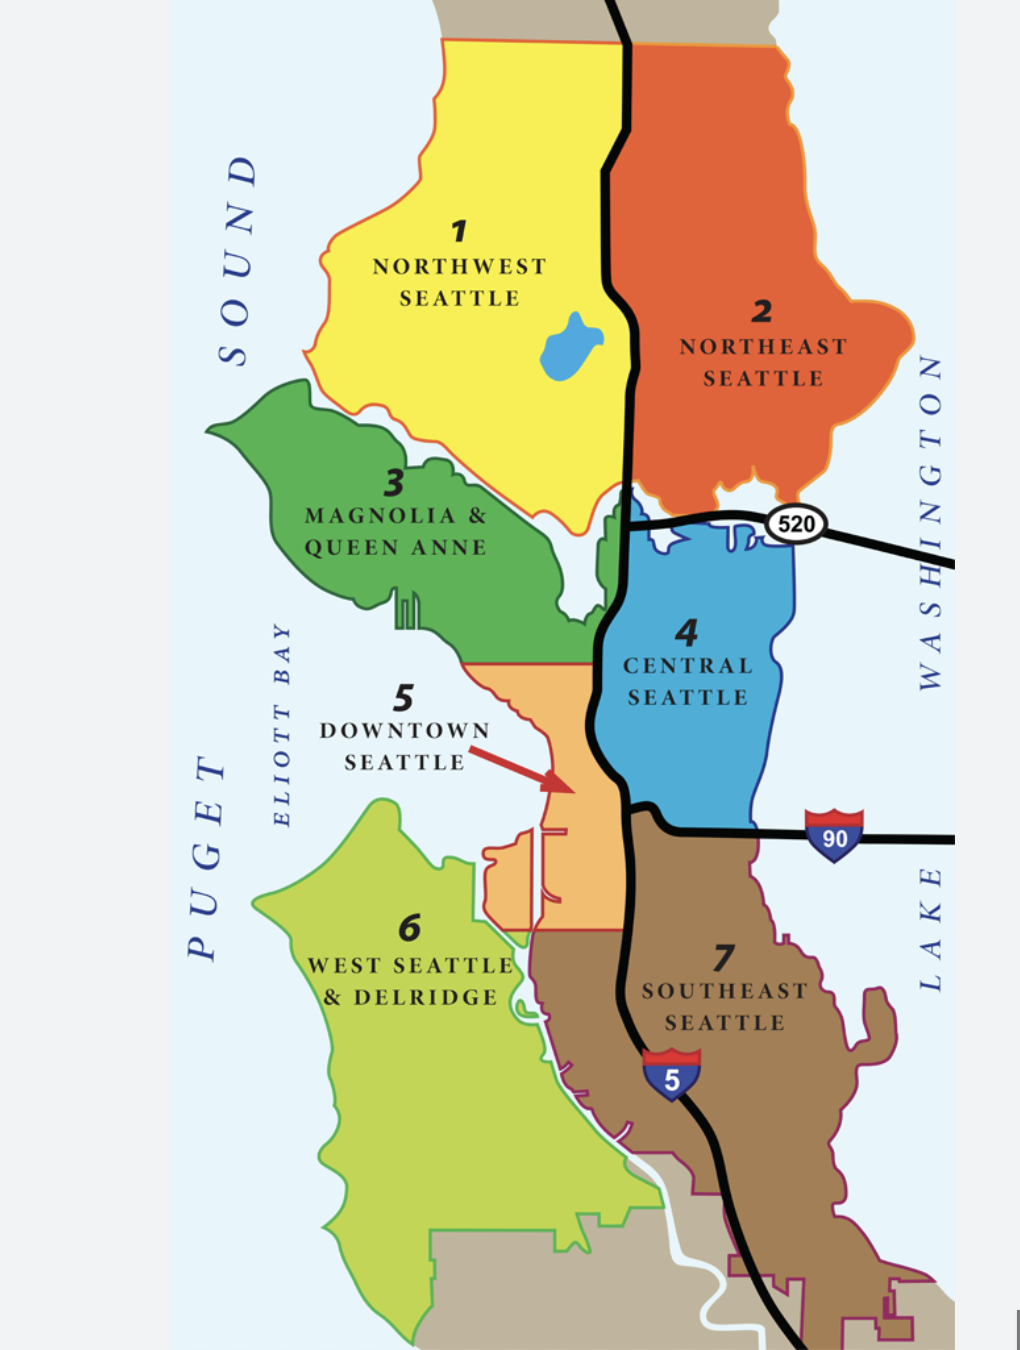 SOUND
1
NORTHWEST
SEATTLE
2
NORTHEAST
SEATTLE
3
MAGNOLIA &
QUEEN ANNE
520
WASHINGTON
4
CENTRAL
SEATTLE
5
DOWNTOWN
SEATTLE
ELIOTT BAY
PUGET
90
LAKE
6
WEST SEATTLE
& DELRIDGE
7
SOUTHEAST
SEATTLE
5